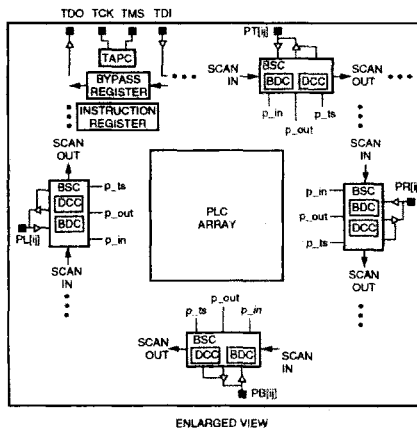 TDO TCK TMS TDI
PT[ij]
TAPC
BYPASS
REGISTER
INSTRUCTION
REGISTER
SCAN
IN
BSC
BDC DCC
SCAN
OUT
p_in p_ts
p_out
SCAN
OUT
BSC
DCC
BDC
p_ts
p_out
p_in
PL[ij]
SCAN
IN
PLC
ARRAY
SCAN
IN
p_in
p_out
p_ts
BSC
BDC
DCC
SCAN
OUT
p_out
p_ts p_in
SCAN
OUT
BSC
DCC BDC
SCAN
IN
PB[ij]
ENLARGED VIEW